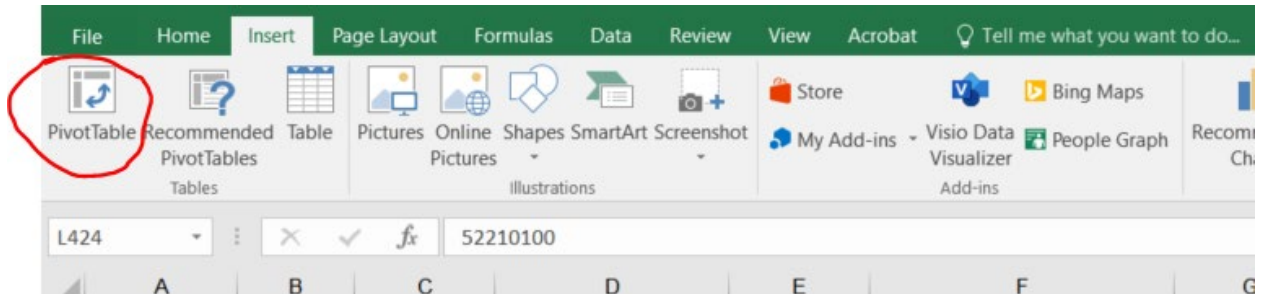 File Home Insert Page Layout Formulas Data Review View Acrobat Tell me what you want to do...
PivotTable
Recommended
PivotTables
Table
Tables
Pictures
Online
Pictures
Shapes
SmartArt
Screenshot
Illustrations
Store
My Add-ins
Visio Data
Visualizer
Bing Maps
People Graph
Add-ins
L424 fx 52210100
A B C D E F